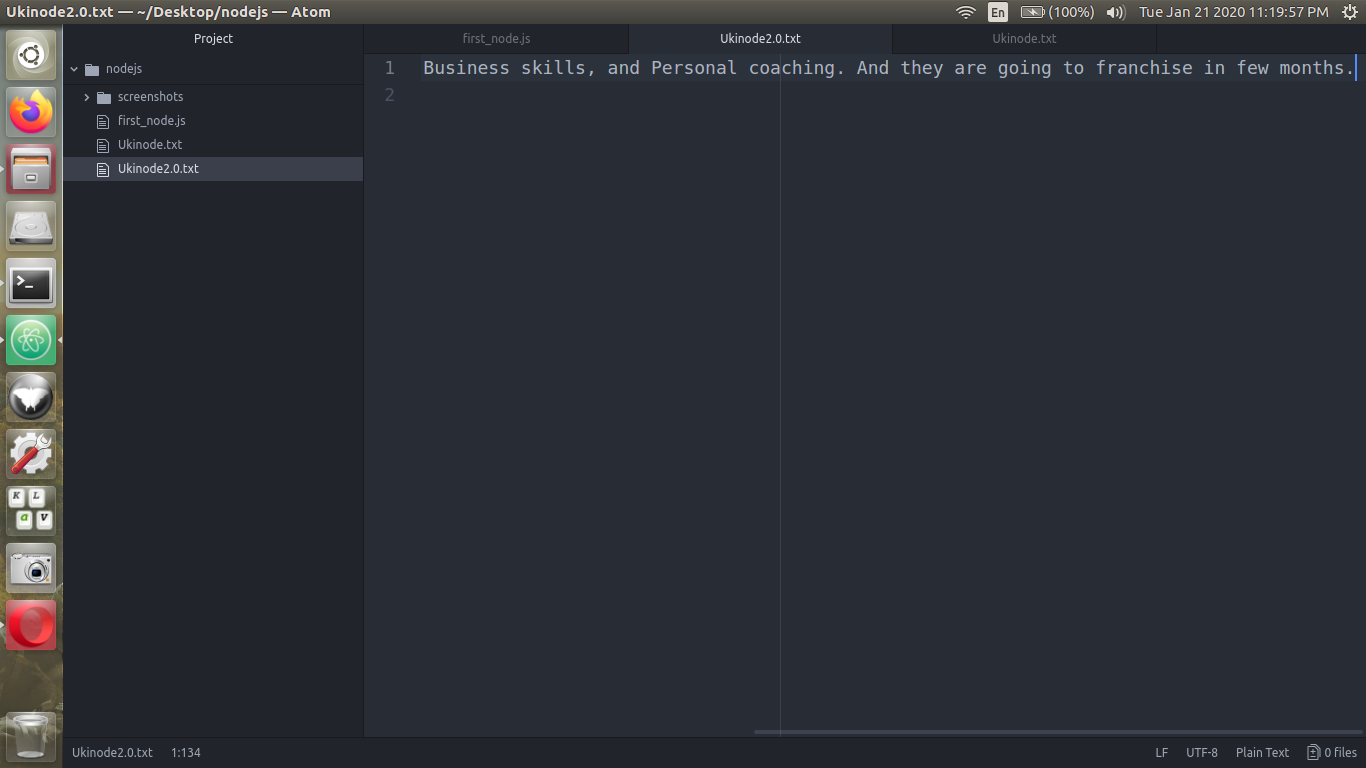 Ukinode2.0.txt — ~/Desktop/nodejs — Atom
En
(100%)
Tue Jan 21 2020 11:19:57 PM
Project
first_node.js
Ukinode2.0.txt
Ukinode.txt
nodejs
screenshots
first_node.js
Ukinode.txt
Ukinode2.0.txt
1 Business skills, and Personal coaching. And they are going to franchise in few months.
2
K L
a v
Ukinode2.0.txt 1:134
LF UTF-8 Plain Text 0 files